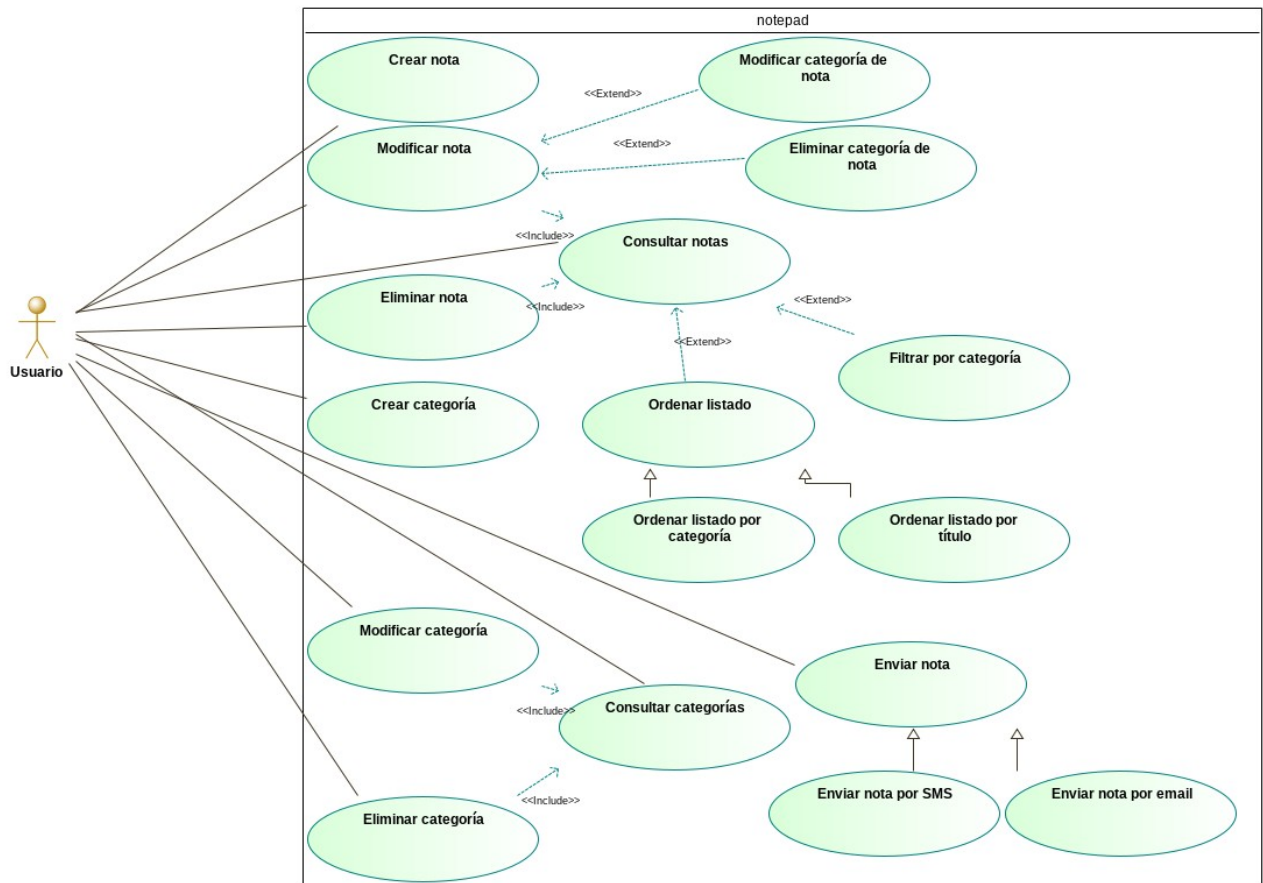 notepad
Crear nota
Modificar categoría de
nota
<<Extend>>
Modificar nota
<<Extend>>
Eliminar categoría de
nota
<<Include>>
Consultar notas
Eliminar nota
<<Include>>
<<Extend>>
<<Extend>>
Filtrar por categoría
Usuario
Crear categoría
Ordenar listado
Ordenar listado por
categoría
Ordenar listado por
título
Modificar categoría
Enviar nota
<<Include>>
Consultar categorías
<<Include>>
Enviar nota por SMS
Enviar nota por email
Eliminar categoría